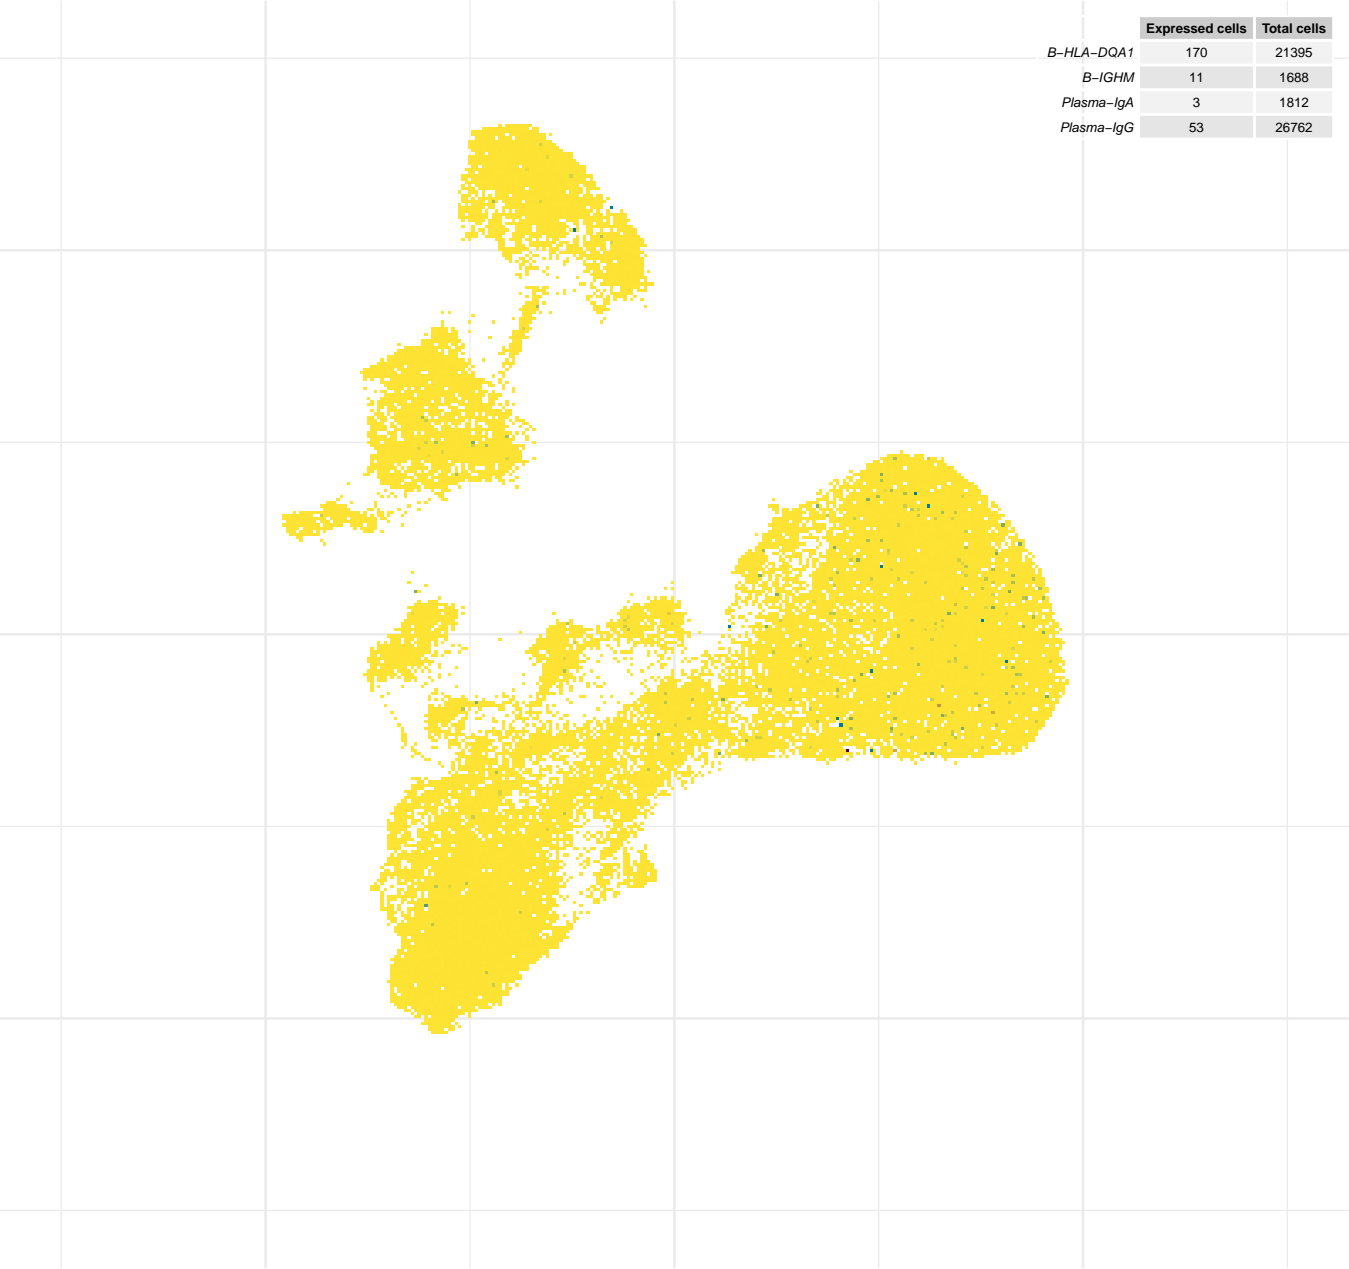 Expressed cells Total cells
B−HLA−DQA1 170 21395
B−IGHM 11 1688
Plasma−IgA 3 1812
Plasma−IgG 53 26762